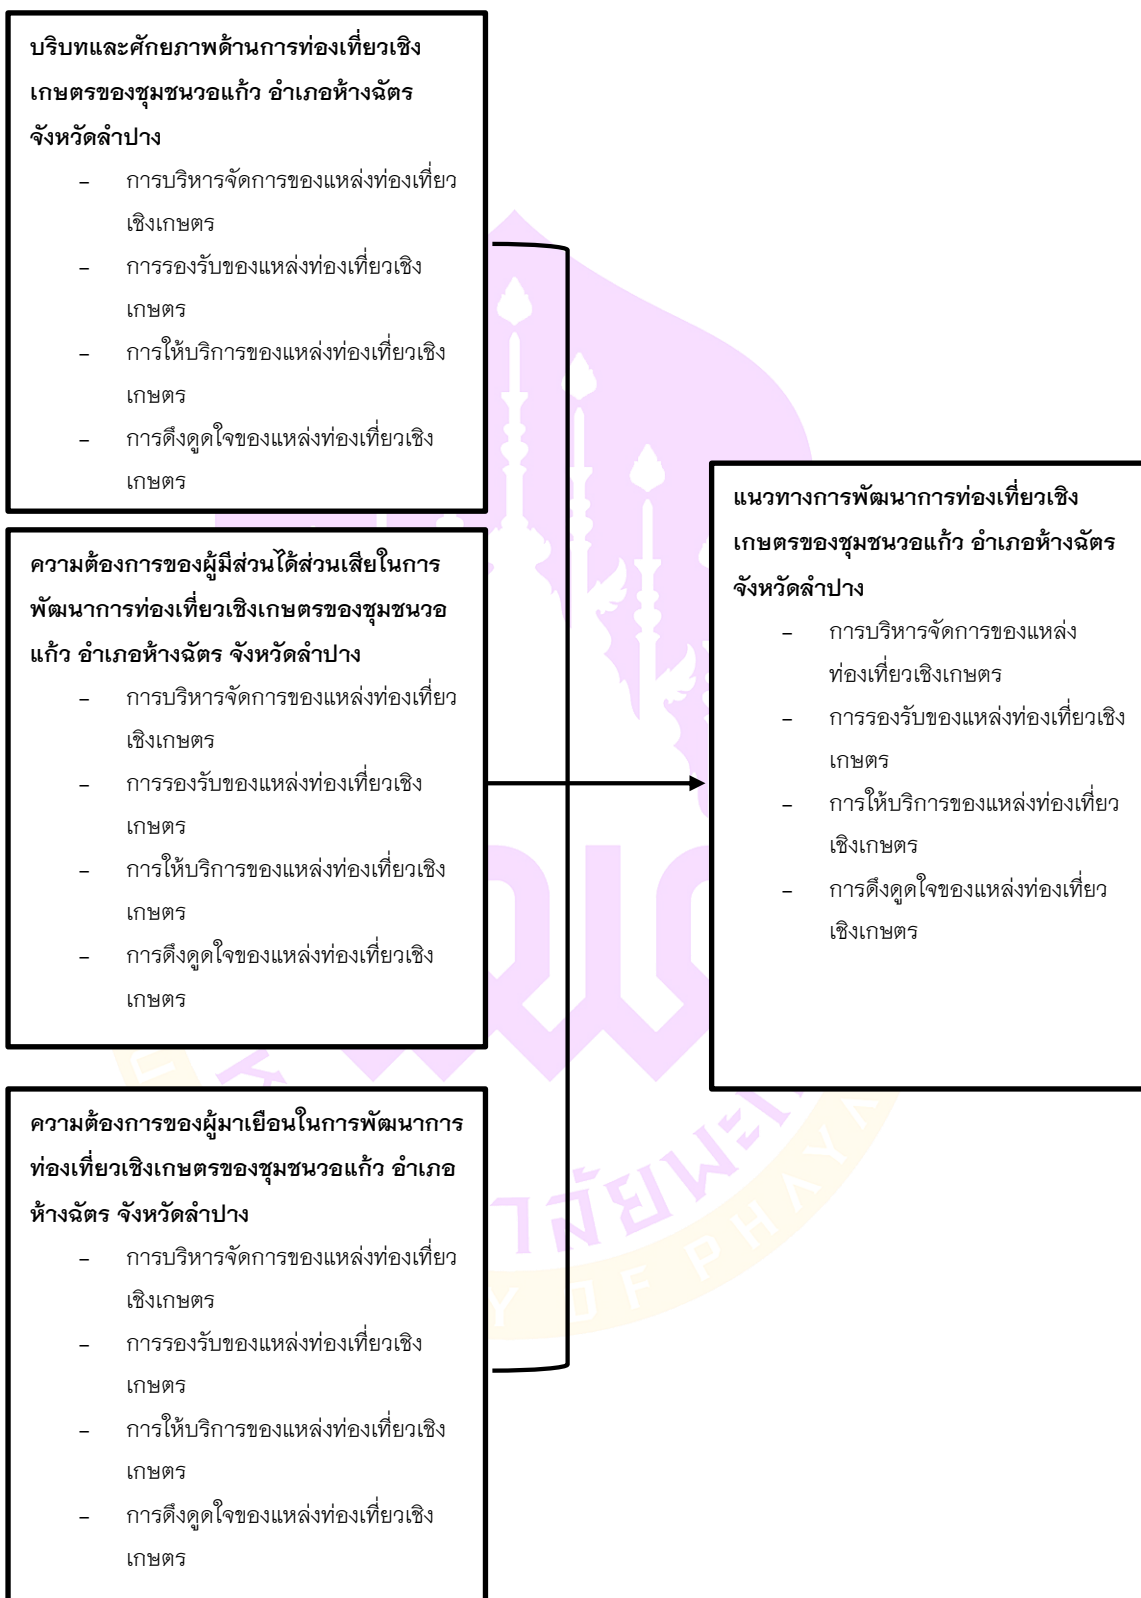 บริบทและศักยภาพด้านการท่องเที่ยวเชิง
เกษตรของชุมชนวอแก้ว อำเภอห้างฉัตร
จังหวัดลำปาง
- การบริหารจัดการของแหล่งท่องเที่ยว
เชิงเกษตร
- การรองรับของแหล่งท่องเที่ยวเชิง
เกษตร
- การให้บริการของแหล่งท่องเที่ยวเชิง
เกษตร
- การดึงดูดใจของแหล่งท่องเที่ยวเชิง
เกษตร
ความต้องการของผู้มีส่วนได้ส่วนเสียในการ
พัฒนาการท่องเที่ยวเชิงเกษตรของชุมชนวอ
แก้ว อำเภอห้างฉัตร จังหวัดลำปาง
- การบริหารจัดการของแหล่งท่องเที่ยว
เชิงเกษตร
- การรองรับของแหล่งท่องเที่ยวเชิง
เกษตร
- การให้บริการของแหล่งท่องเที่ยวเชิง
เกษตร
- การดึงดูดใจของแหล่งท่องเที่ยวเชิง
เกษตร
ความต้องการของผู้มาเยือนในการพัฒนาการ
ท่องเที่ยวเชิงเกษตรของชุมชนวอแก้ว อำเภอ
ห้างฉัตร จังหวัดลำปาง
- การบริหารจัดการของแหล่งท่องเที่ยว
เชิงเกษตร
- การรองรับของแหล่งท่องเที่ยวเชิง
เกษตร
- การให้บริการของแหล่งท่องเที่ยวเชิง
เกษตร
- การดึงดูดใจของแหล่งท่องเที่ยวเชิง
เกษตร
แนวทางการพัฒนาการท่องเที่ยวเชิง
เกษตรของชุมชนวอแก้ว อำเภอห้างฉัตร
จังหวัดลำปาง
- การบริหารจัดการของแหล่ง
ท่องเที่ยวเชิงเกษตร
- การรองรับของแหล่งท่องเที่ยวเชิง
เกษตร
- การให้บริการของแหล่งท่องเที่ยว
เชิงเกษตร
- การดึงดูดใจของแหล่งท่องเที่ยว
เชิงเกษตร